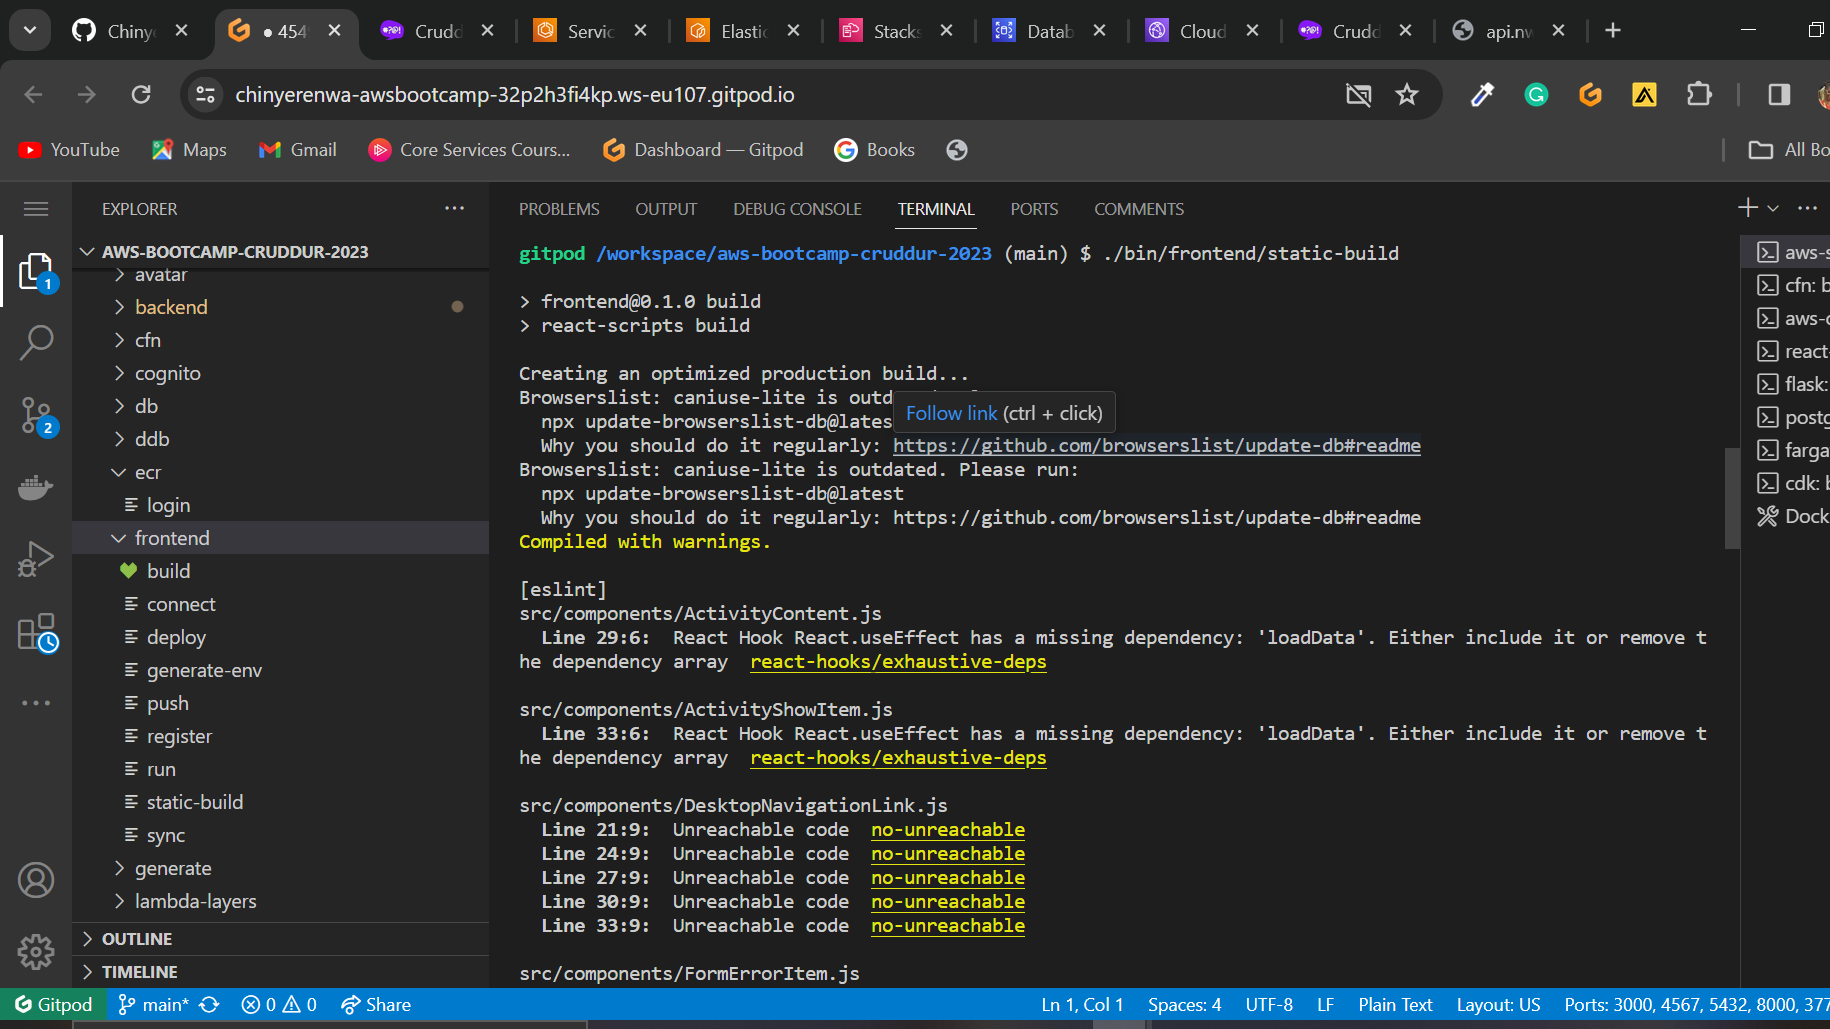 Chinye
454
Crudd
Servic
Elastic
Stacks
Datab
Cloud
Crudd
api.nw
chinyerenwa-awsbootcamp-32p2h3fi4kp.ws-eu107.gitpod.io
YouTube
Maps
Gmail
Core Services Cours...
Dashboard — Gitpod
Books
All Bo
EXPLORER
AWS-BOOTCAMP-CRUDDUR-2023
avatar
backend
cfn
cognito
db
ddb
ecr
login
frontend
build
connect
deploy
generate-env
push
register
run
static-build
sync
generate
lambda-layers
OUTLINE
TIMELINE
1
2
PROBLEMS OUTPUT DEBUG CONSOLE TERMINAL PORTS COMMENTS
gitpod /workspace/aws-bootcamp-cruddur-2023 (main) $ ./bin/frontend/static-build
> frontend@0.1.0 build
> react-scripts build
Creating an optimized production build...
Browserslist: caniuse-lite is outd
Follow link (ctrl + click)
npx update-browserslist-db@lates
Why you should do it regularly: https://github.com/browserslist/update-db#readme
Browserslist: caniuse-lite is outdated. Please run:
npx update-browserslist-db@latest
Why you should do it regularly: https://github.com/browserslist/update-db#readme
Compiled with warnings.
[eslint]
src/components/ActivityContent.js
Line 29:6: React Hook React.useEffect has a missing dependency: 'loadData'. Either include it or remove t
he dependency array react-hooks/exhaustive-deps
src/components/ActivityShowItem.js
Line 33:6: React Hook React.useEffect has a missing dependency: 'loadData'. Either include it or remove t
he dependency array react-hooks/exhaustive-deps
src/components/DesktopNavigationLink.js
Line 21:9: Unreachable code no-unreachable
Line 24:9: Unreachable code no-unreachable
Line 27:9: Unreachable code no-unreachable
Line 30:9: Unreachable code no-unreachable
Line 33:9: Unreachable code no-unreachable
src/components/FormErrorItem.js
aws-s
cfn: b
aws-c
react-
flask:
postg
farga
cdk: b
Dock
Gitpod main* 0 0 Share Ln 1, Col 1 Spaces: 4 UTF-8 LF Plain Text Layout: US Ports: 3000, 4567, 5432, 8000, 377